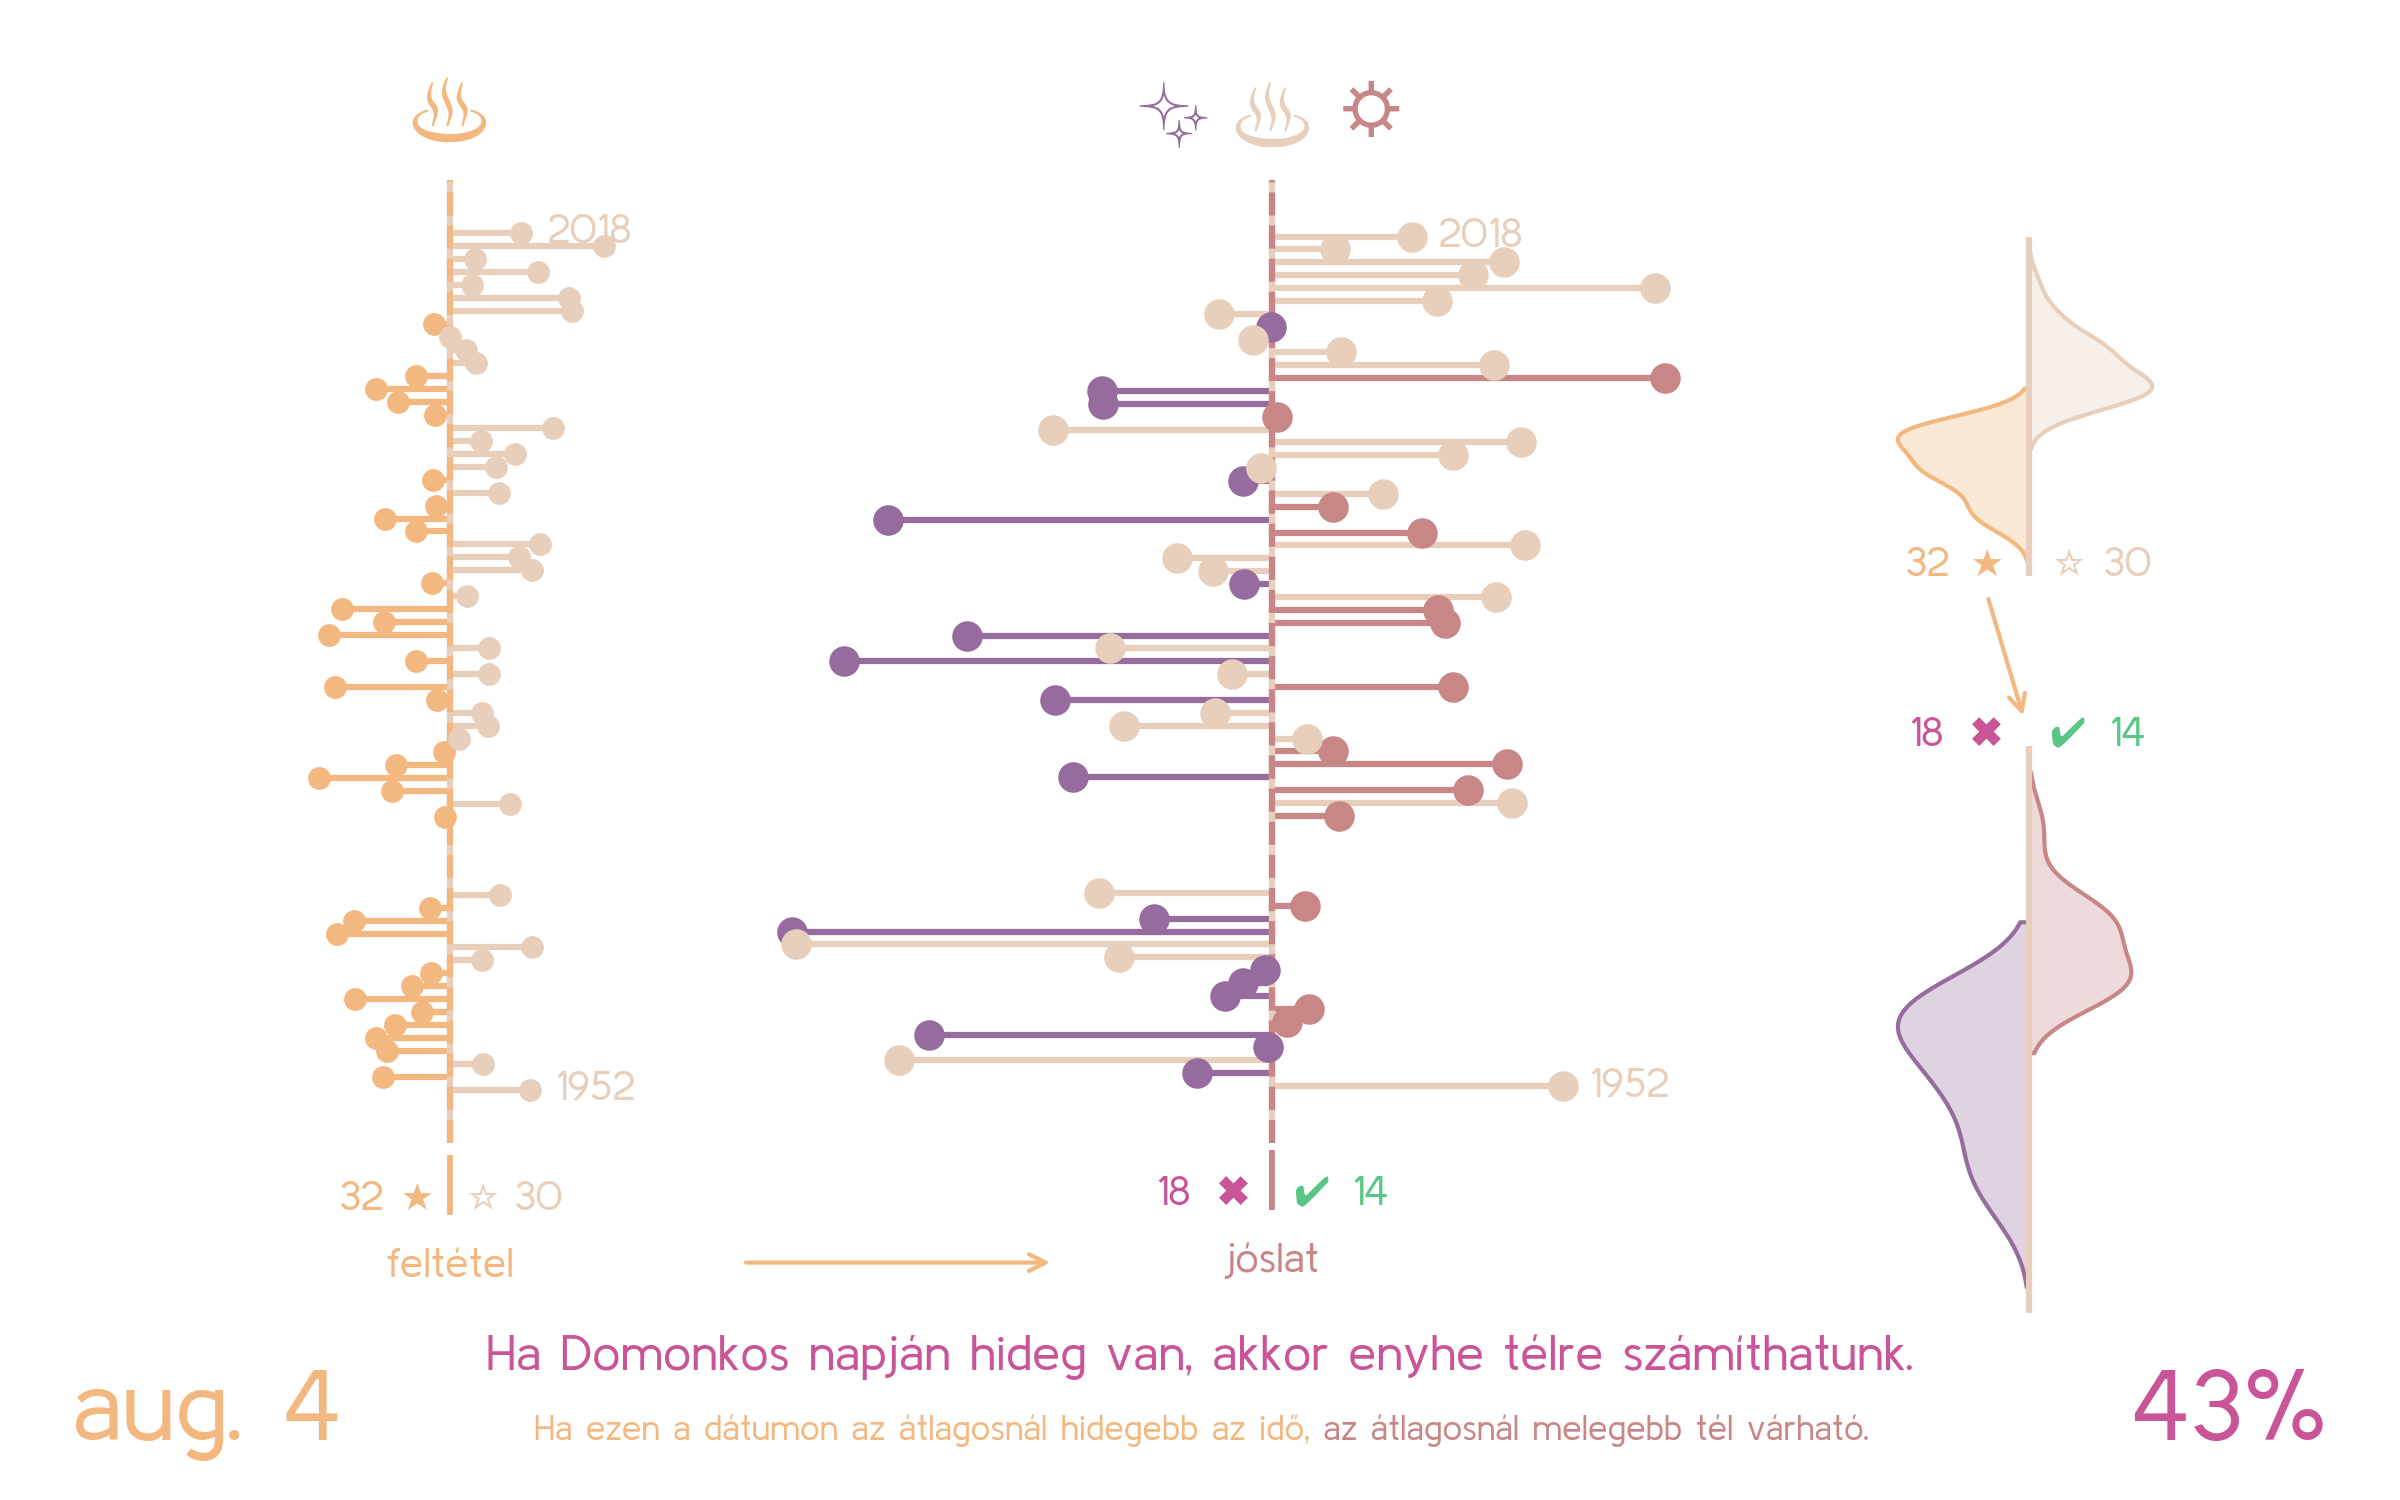 2018
2018
1952
1952
32 ★ ☆ 30
18 ✖ ✔ 14
32 ★ ☆ 30
18 ✖ ✔ 14
feltétel
jóslat
Ha Domonkos napján hideg van, akkor enyhe télre számíthatunk.
aug. 4
43%
Ha ezen a dátumon az átlagosnál hidegebb az idő, az átlagosnál melegebb tél várható.